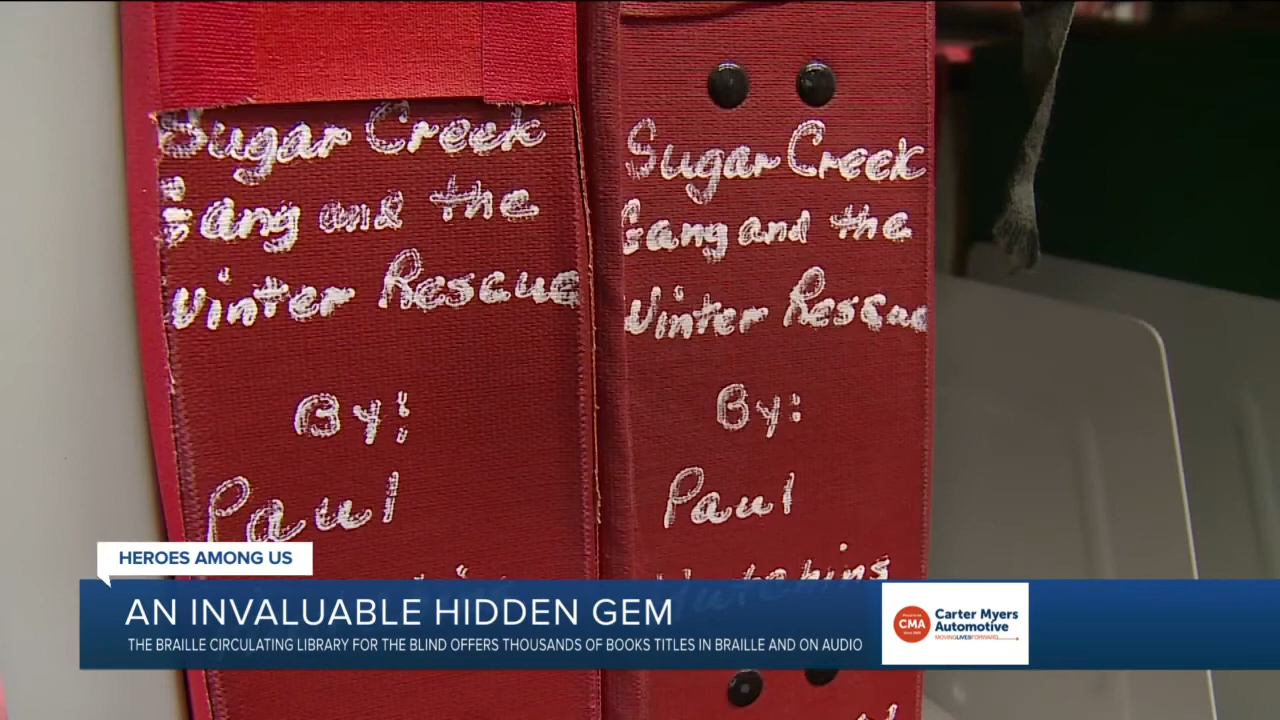 Sugar Creek
Gang and the
Winter Rescue
By:
Paul
Sugar Creek
Gang and the
Winter Rescue
By:
Paul
Hutchins
HEROES AMONG US
AN INVALUABLE HIDDEN GEM
THE BRAILLE CIRCULATING LIBRARY FOR THE BLIND OFFERS THOUSANDS OF BOOKS TITLES IN BRAILLE AND ON AUDIO
CMA
Carter Myers
Automotive
MOVINGLIVESFORWARD